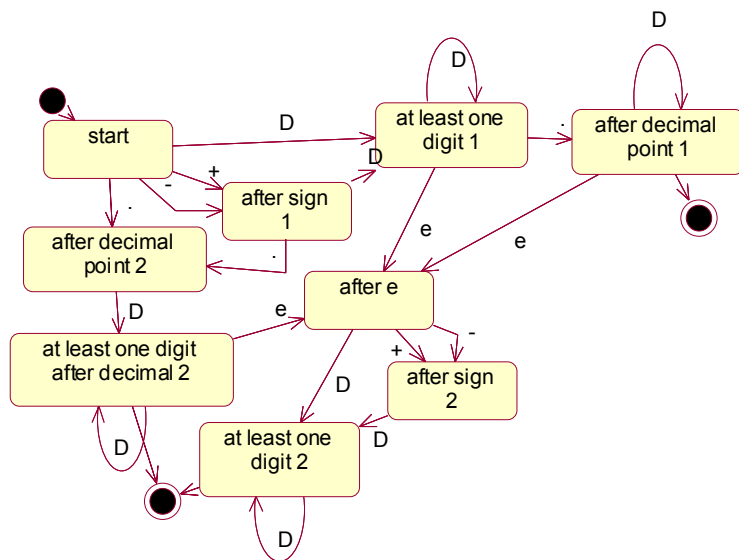 D
D
start
D
at least one
digit 1
.
after decimal
point 1
D
+
-
after sign
1
.
e
e
after decimal
point 2
.
after e
D
e
-
+
at least one digit
after decimal 2
after sign
2
D
D
at least one
digit 2
D
D